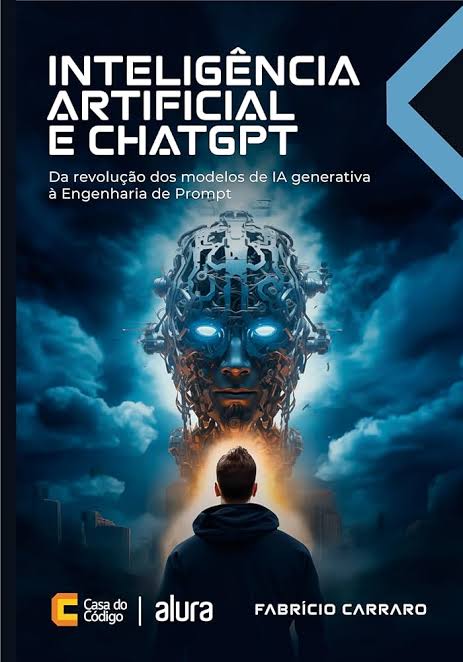 INTELIGÊNCIA
ARTIFICIAL
E CHATGPT
Da revolução dos modelos de IA generativa
à Engenharia de Prompt
Casa do
Código
alura
FABRÍCIO CARRARO